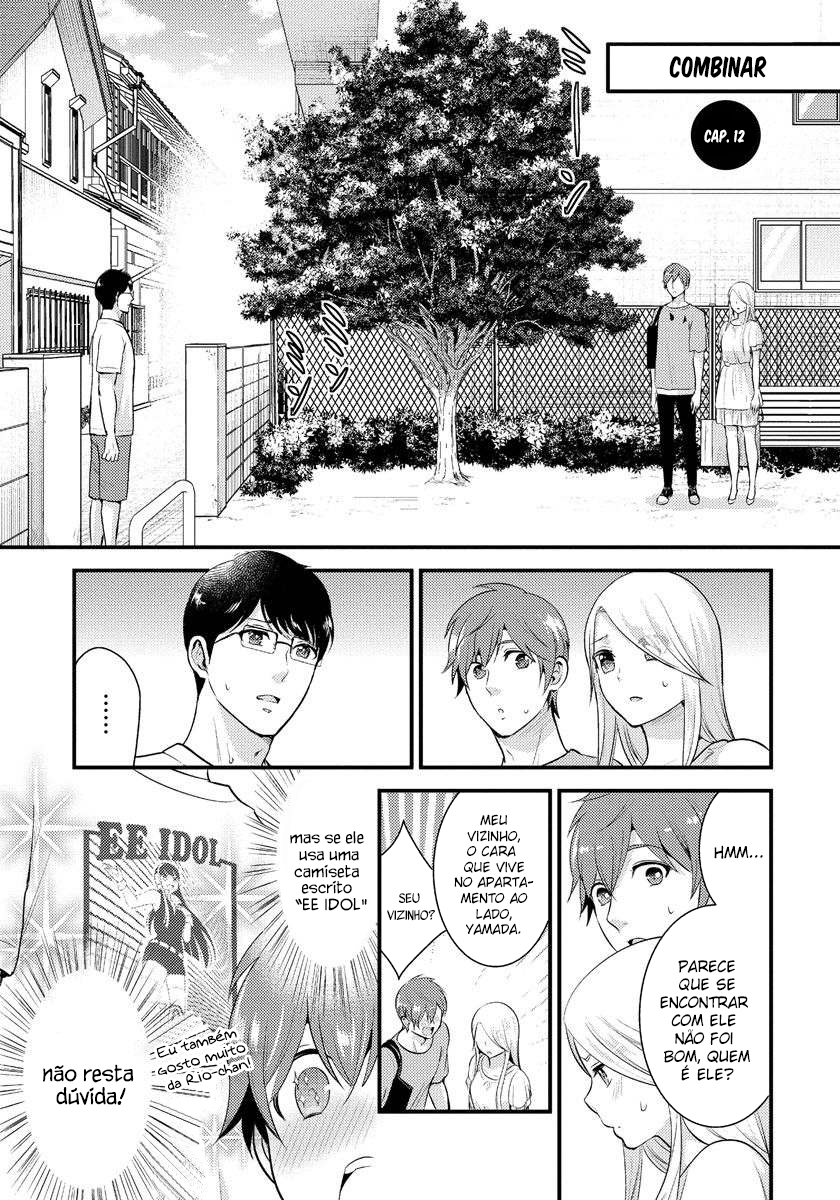 COMBINAR
CAP. 12
.......
HMM...
PARECE
QUE SE
ENCONTRAR
COM ELE
NÃO FOI
BOM, QUEM
É ELE?
MEU
VIZINHO,
O CARA
QUE VIVE
NO APARTA-
MENTO AO
LADO,
YAMADA.
SEU
VIZINHO?
mas se ele
usa uma
camiseta
escrito
“EE IDOL"
EE IDOL
Eu também
gosto muito
da Rio-chan!
não resta
dúvida!